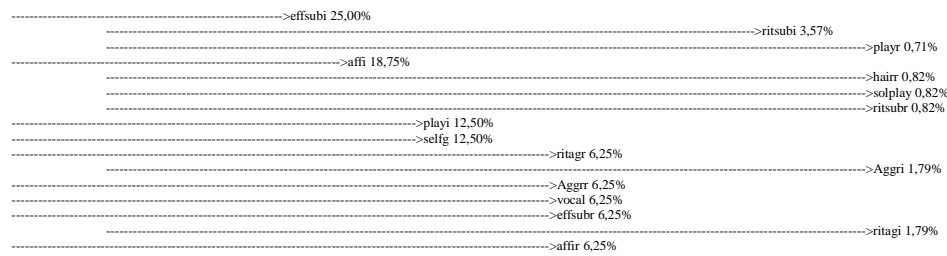 -->effsubi 25,00%
-->ritsubi 3,57%
-->playr 0,71%
-->affi 18,75%
-->hairr 0,82%
-->solplay 0,82%
-->ritsubr 0,82%
-->playi 12,50%
-->selfg 12,50%
-->ritagr 6,25%
-->Aggri 1,79%
-->Aggrr 6,25%
-->vocal 6,25%
-->effsubr 6,25%
-->ritagi 1,79%
-->affir 6,25%